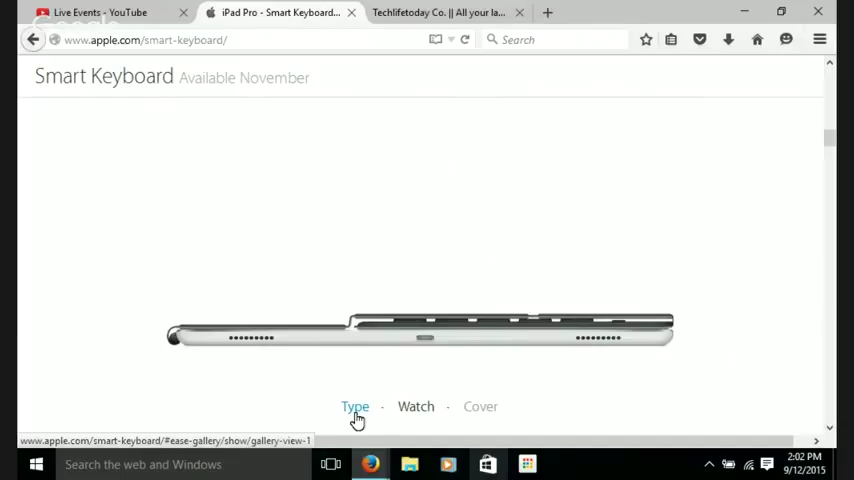 Live Events - YouTube
iPad Pro - Smart Keyboard...
Techlifetoday Co. || All your la...
Google
www.apple.com/smart-keyboard/
Search
Smart Keyboard Available November
Type · Watch · Cover
www.apple.com/smart-keyboard/#ease-gallery/show/gallery-view-1
Search the web and Windows
2:02 PM
9/12/2015